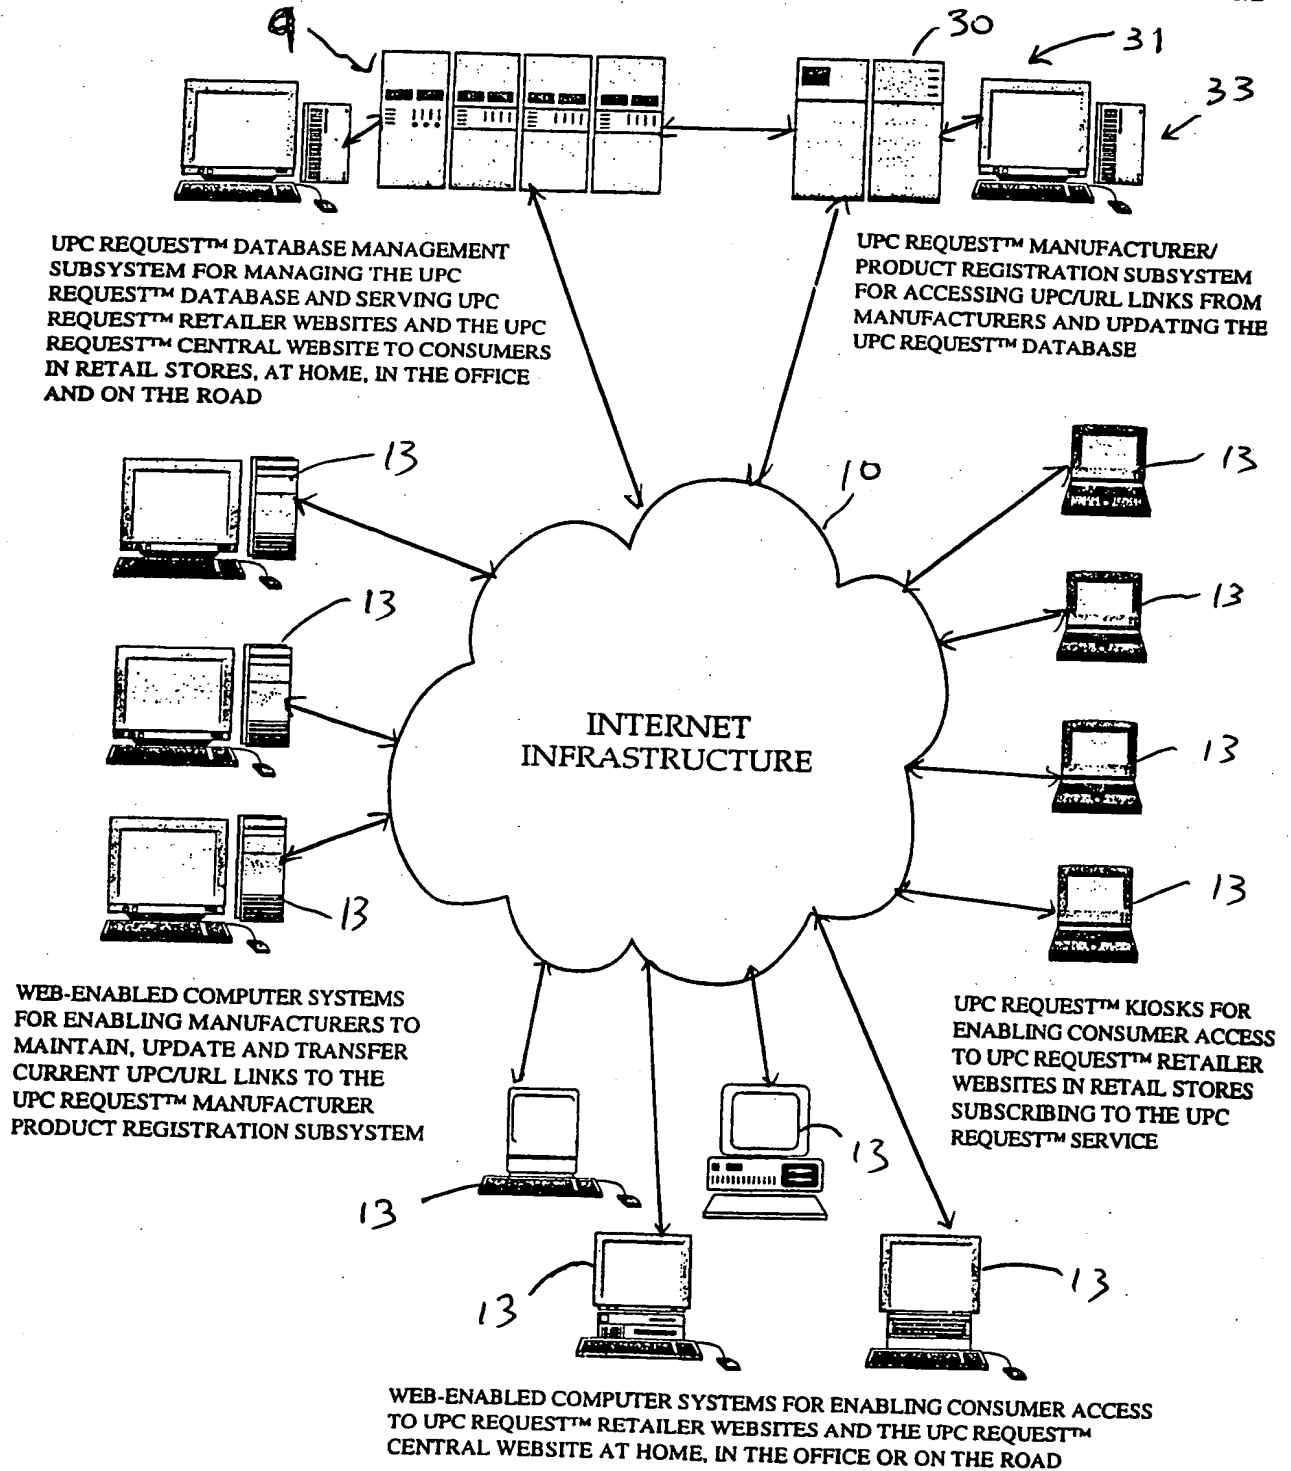 9
30
31
33
UPC REQUEST™ DATABASE MANAGEMENT
SUBSYSTEM FOR MANAGING THE UPC
REQUEST™ DATABASE AND SERVING UPC
REQUEST™ RETAILER WEBSITES AND THE UPC
REQUEST™ CENTRAL WEBSITE TO CONSUMERS
IN RETAIL STORES, AT HOME, IN THE OFFICE
AND ON THE ROAD
UPC REQUEST™ MANUFACTURER/
PRODUCT REGISTRATION SUBSYSTEM
FOR ACCESSING UPC/URL LINKS FROM
MANUFACTURERS AND UPDATING THE
UPC REQUEST™ DATABASE
13
13
10
13
13
INTERNET
INFRASTRUCTURE
13
13
13
WEB-ENABLED COMPUTER SYSTEMS
FOR ENABLING MANUFACTURERS TO
MAINTAIN, UPDATE AND TRANSFER
CURRENT UPC/URL LINKS TO THE
UPC REQUEST™ MANUFACTURER
PRODUCT REGISTRATION SUBSYSTEM
UPC REQUEST™ KIOSKS FOR
ENABLING CONSUMER ACCESS
TO UPC REQUEST™ RETAILER
WEBSITES IN RETAIL STORES
SUBSCRIBING TO THE UPC
REQUEST™ SERVICE
13
13
13
13
WEB-ENABLED COMPUTER SYSTEMS FOR ENABLING CONSUMER ACCESS
TO UPC REQUEST™ RETAILER WEBSITES AND THE UPC REQUEST™
CENTRAL WEBSITE AT HOME, IN THE OFFICE OR ON THE ROAD